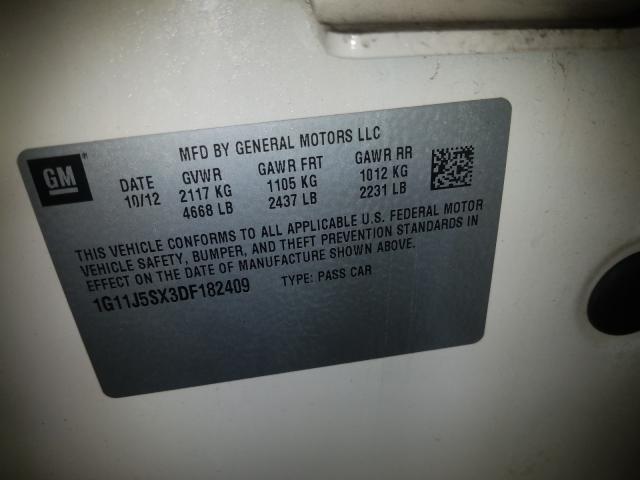 GM
MFD BY GENERAL MOTORS LLC
DATE GVWR GAWR FRT GAWR RR
10/12 2117 KG 1105 KG 1012 KG
4668 LB 2437 LB 2231 LB
THIS VEHICLE CONFORMS TO ALL APPLICABLE U.S. FEDERAL MOTOR
VEHICLE SAFETY, BUMPER, AND THEFT PREVENTION STANDARDS IN
EFFECT ON THE DATE OF MANUFACTURE SHOWN ABOVE.
1G11J5SX3DF182409 TYPE: PASS CAR